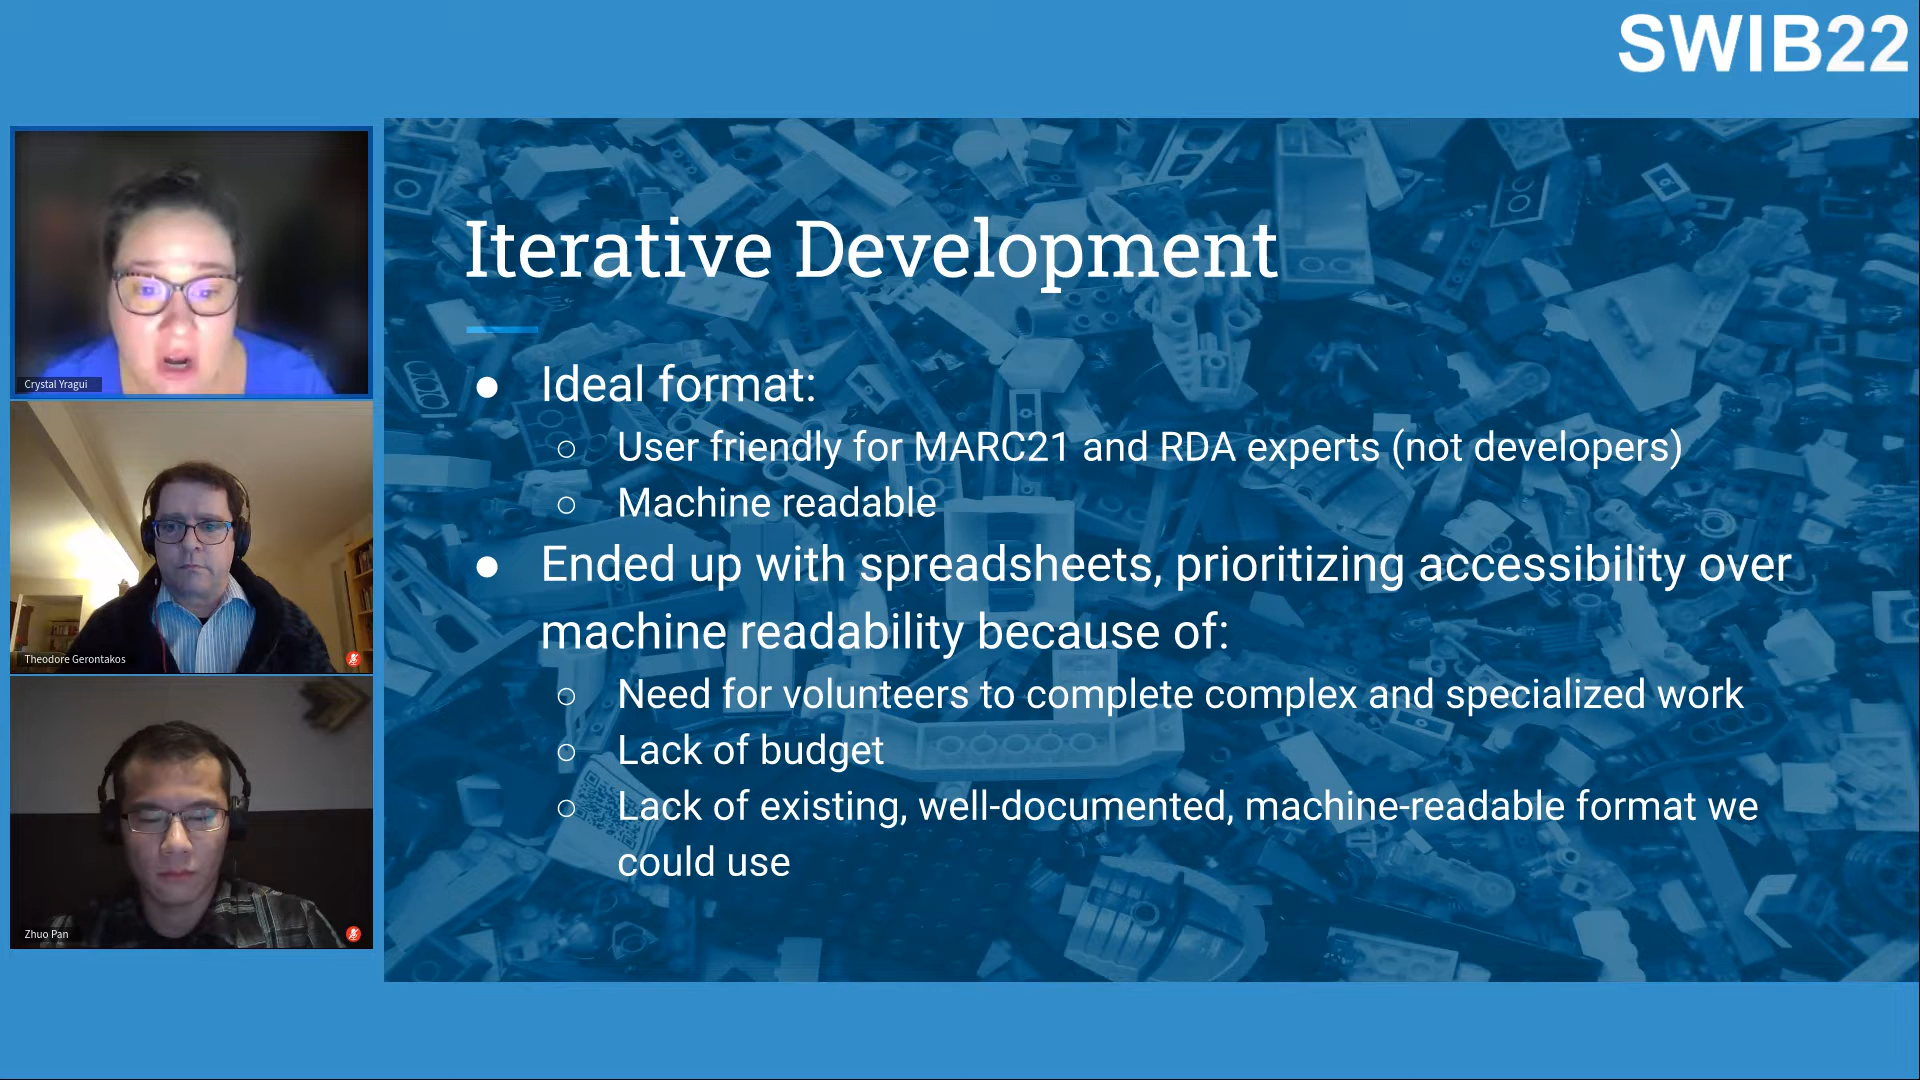 SWIB22
Iterative Development
● Ideal format:
○ User friendly for MARC21 and RDA experts (not developers)
○ Machine readable
● Ended up with spreadsheets, prioritizing accessibility over
machine readability because of:
○ Need for volunteers to complete complex and specialized work
○ Lack of budget
○ Lack of existing, well-documented, machine-readable format we
could use
Crystal Yragui
Theodore Gerontakos
Zhuo Pan